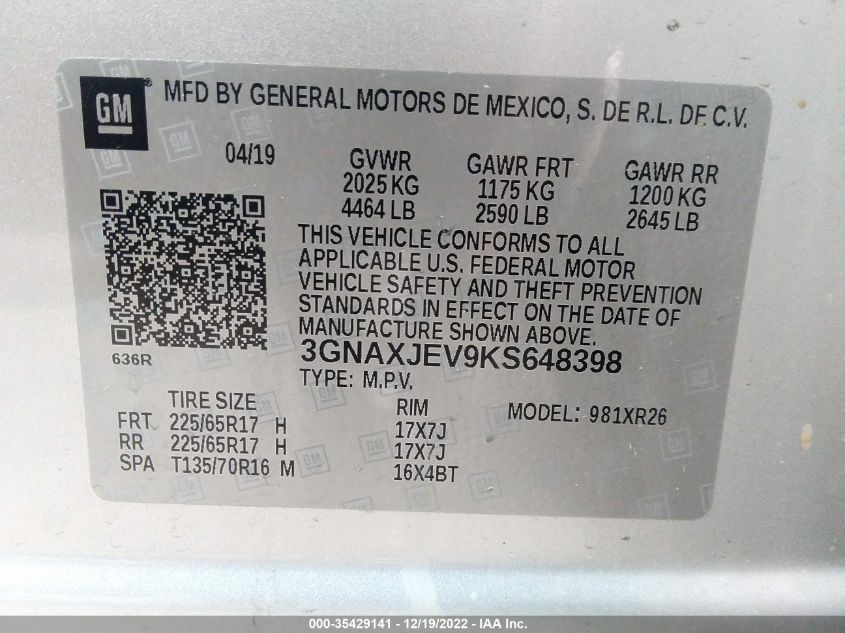 GM® MFD BY GENERAL MOTORS DE MEXICO, S. DE R.L. DE C.V.
04/19 GVWR GAWR FRT GAWR RR
2025 KG 1175 KG 1200 KG
4464 LB 2590 LB 2645 LB
THIS VEHICLE CONFORMS TO ALL
APPLICABLE U.S. FEDERAL MOTOR
VEHICLE SAFETY AND THEFT PREVENTION
STANDARDS IN EFFECT ON THE DATE OF
MANUFACTURE SHOWN ABOVE.
636R 3GNAXJEV9KS648398
TYPE: M.P.V.
TIRE SIZE RIM MODEL: 981XR26
FRT 225/65R17 H 17X7J
RR 225/65R17 H 17X7J
SPA T135/70R16 M 16X4BT
000-35429141 - 12/19/2022 - IAA Inc.